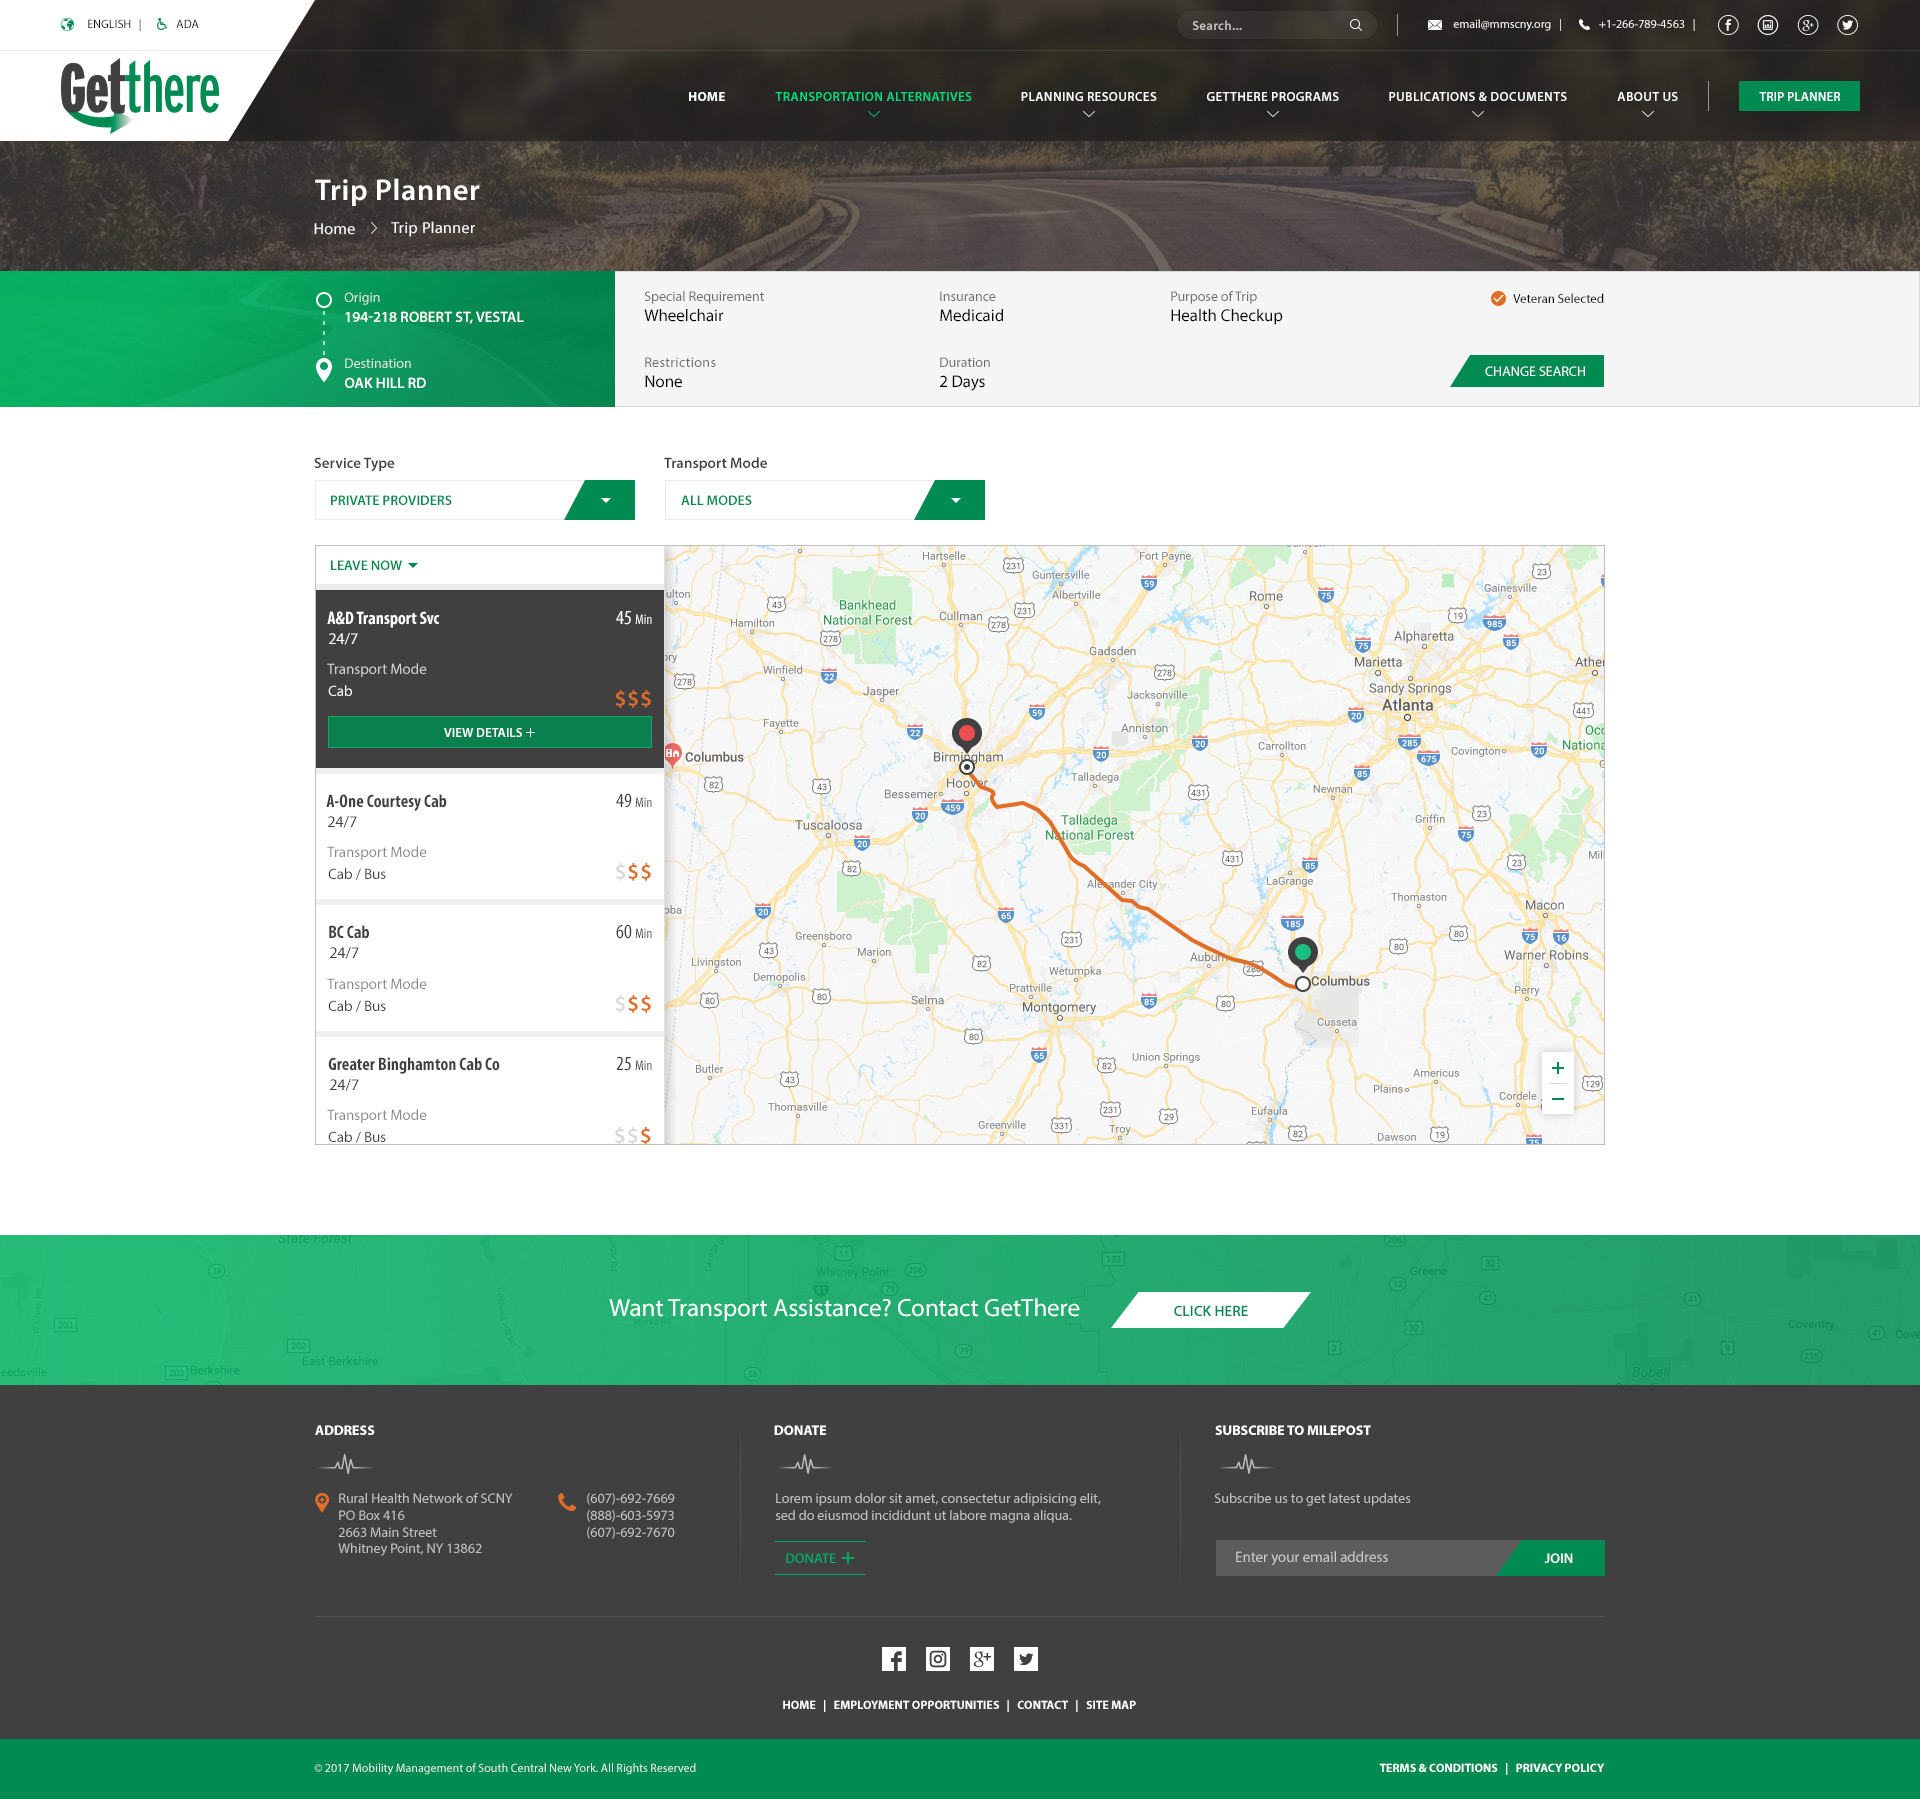 ENGLISH |
ADA
Search...
email@mmscny.org |
+1-266-789-4563 |
Getthere
HOME
TRANSPORTATION ALTERNATIVES
PLANNING RESOURCES
GETTHERE PROGRAMS
PUBLICATIONS & DOCUMENTS
ABOUT US
TRIP PLANNER
Trip Planner
Home
Trip Planner
Origin
194-218 ROBERT ST, VESTAL
Destination
OAK HILL RD
Special Requirement
Wheelchair
Insurance
Medicaid
Purpose of Trip
Health Checkup
Veteran Selected
Restrictions
None
Duration
2 Days
CHANGE SEARCH
Service Type
PRIVATE PROVIDERS
Transport Mode
ALL MODES
LEAVE NOW
A&D Transport Svc
45 Min
24/7
Transport Mode
Cab
$$$
VIEW DETAILS +
A-One Courtesy Cab
49 Min
24/7
Transport Mode
Cab / Bus
$$$
BC Cab
60 Min
24/7
Transport Mode
Cab / Bus
$$$
Greater Binghamton Cab Co
25 Min
24/7
Transport Mode
Cab / Bus
$$$
Hartselle
Fort Payne
Guntersville
Albertville
Gainesville
Rome
Bankhead
National Forest
Cullman
Hamilton
Alpharetta
Gadsden
Marietta
Winfield
Jasper
Sandy Springs
Jacksonville
Atlanta
Fayette
Anniston
Carrollton
Covington
Birmingham
Columbus
Hoover
Talladega
Newnan
Bessemer
Tuscaloosa
Talladega
National Forest
Griffin
Alexander City
LaGrange
Thomaston
Macon
Greensboro
Marion
Livingston
Demopolis
Auburn
Warner Robins
Wetumpka
Prattville
Perry
Columbus
Selma
Montgomery
Cusseta
Union Springs
Butler
Americus
Plains
Cordele
Thomasville
Eufaula
Greenville
Troy
Dawson
+
−
State Forest
Whitney Point
Greene
Want Transport Assistance? Contact GetThere
CLICK HERE
Coventry
East Berkshire
Berkshire
Bobell
ADDRESS
Rural Health Network of SCNY
PO Box 416
2663 Main Street
Whitney Point, NY 13862
(607)-692-7669
(888)-603-5973
(607)-692-7670
DONATE
Lorem ipsum dolor sit amet, consectetur adipisicing elit,
sed do eiusmod incididunt ut labore magna aliqua.
DONATE +
SUBSCRIBE TO MILEPOST
Subscribe us to get latest updates
Enter your email address
JOIN
HOME | EMPLOYMENT OPPORTUNITIES | CONTACT | SITE MAP
© 2017 Mobility Management of South Central New York. All Rights Reserved
TERMS & CONDITIONS | PRIVACY POLICY